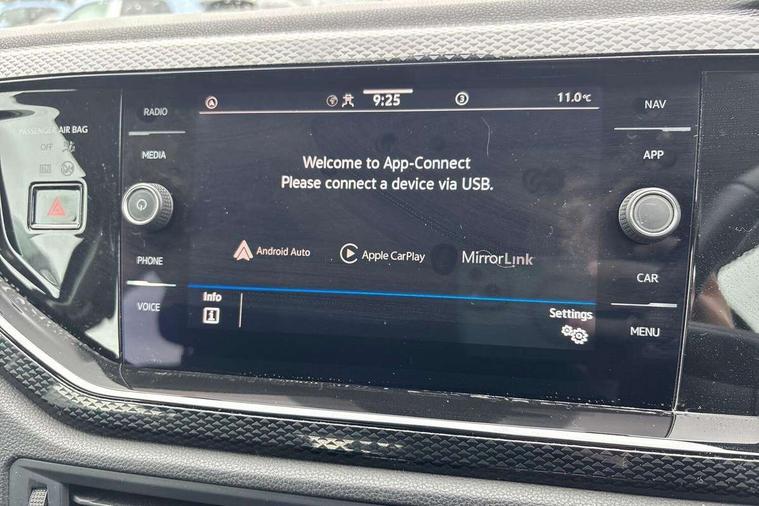 PASSENGER AIR BAG
OFF
RADIO
MEDIA
PHONE
VOICE
A
9:25
3
11.0°C
Welcome to App-Connect
Please connect a device via USB.
Android Auto
Apple CarPlay
MirrorLink
Info
i
Settings
NAV
APP
CAR
MENU